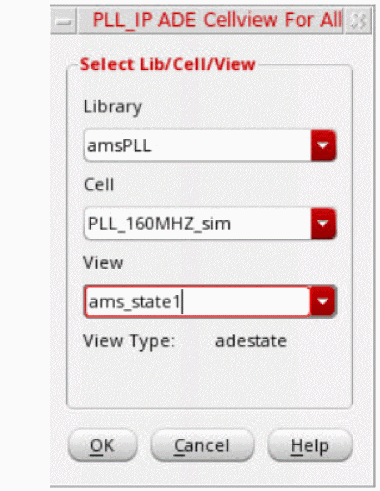 PLL_IP ADE Cellview For All
Select Lib/Cell/View
Library
amsPLL
Cell
PLL_160MHZ_sim
View
ams_state1
View Type: adestate
OK Cancel Help